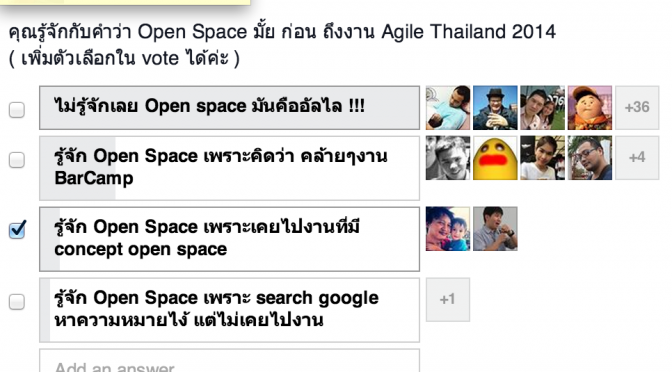 คุณรู้จักกับคำว่า Open Space มั้ย ก่อน ถึงงาน Agile Thailand 2014
( เพิ่มตัวเลือกใน vote ได้ค่ะ )
ไม่รู้จักเลย Open space มันคืออัลไล !!!
+36
รู้จัก Open Space เพราะคิดว่า คล้ายๆงาน
BarCamp
+4
รู้จัก Open Space เพราะเคยไปงานที่มี
concept open space
รู้จัก Open Space เพราะ search google
หาความหมายไง้ แต่ไม่เคยไปงาน
+1
Add an answer